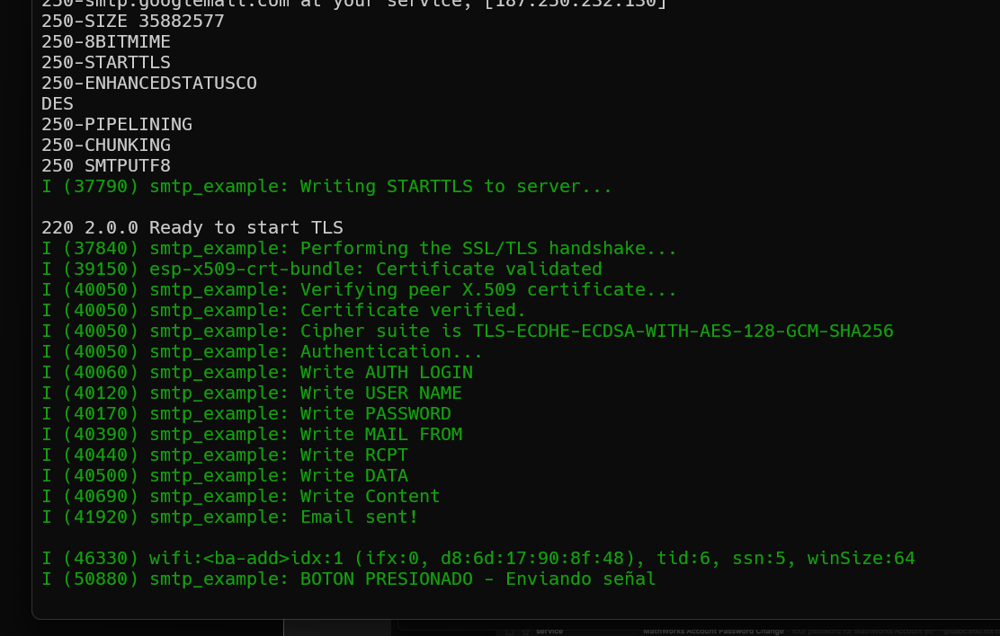 250-smtp.googlemail.com at your service, [187.250.232.130]
250-SIZE 35882577
250-8BITMIME
250-STARTTLS
250-ENHANCEDSTATUSCO
DES
250-PIPELINING
250-CHUNKING
250 SMTPUTF8
I (37790) smtp_example: Writing STARTTLS to server...
220 2.0.0 Ready to start TLS
I (37840) smtp_example: Performing the SSL/TLS handshake...
I (39150) esp-x509-crt-bundle: Certificate validated
I (40050) smtp_example: Verifying peer X.509 certificate...
I (40050) smtp_example: Certificate verified.
I (40050) smtp_example: Cipher suite is TLS-ECDHE-ECDSA-WITH-AES-128-GCM-SHA256
I (40050) smtp_example: Authentication...
I (40060) smtp_example: Write AUTH LOGIN
I (40120) smtp_example: Write USER NAME
I (40170) smtp_example: Write PASSWORD
I (40390) smtp_example: Write MAIL FROM
I (40440) smtp_example: Write RCPT
I (40500) smtp_example: Write DATA
I (40690) smtp_example: Write Content
I (41920) smtp_example: Email sent!
I (46330) wifi:<ba-add>idx:1 (ifx:0, d8:6d:17:90:8f:48), tid:6, ssn:5, winSize:64
I (50880) smtp_example: BOTON PRESIONADO - Enviando señal
service MathWorks Account Password Change